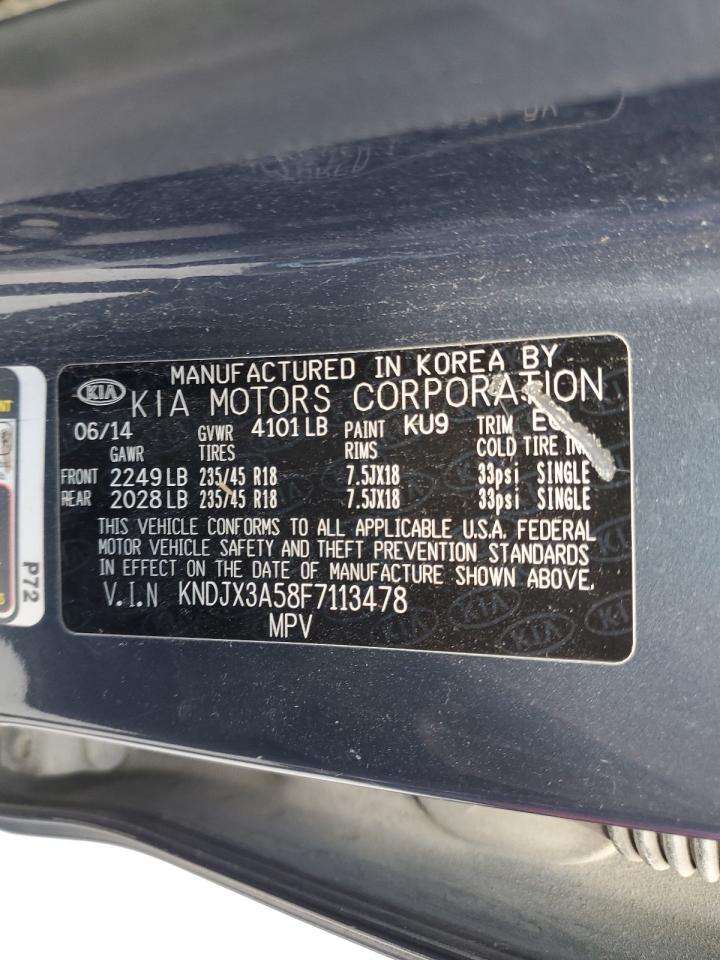 MANUFACTURED IN KOREA BY
KIA KIA MOTORS CORPORATION
06/14 GVWR 4101 LB PAINT KU9 TRIM
GAWR TIRES RIMS COLD TIRE
FRONT 2249 LB 235/45 R18 7.5JX18 33psi SINGLE
REAR 2028 LB 235/45 R18 7.5JX18 33psi SINGLE
THIS VEHICLE CONFORMS TO ALL APPLICABLE U.S.A. FEDERAL
MOTOR VEHICLE SAFETY AND THEFT PREVENTION STANDARDS
IN EFFECT ON THE DATE OF MANUFACTURE SHOWN ABOVE.
V.I.N KNDJX3A58F7113478
MPV
P72